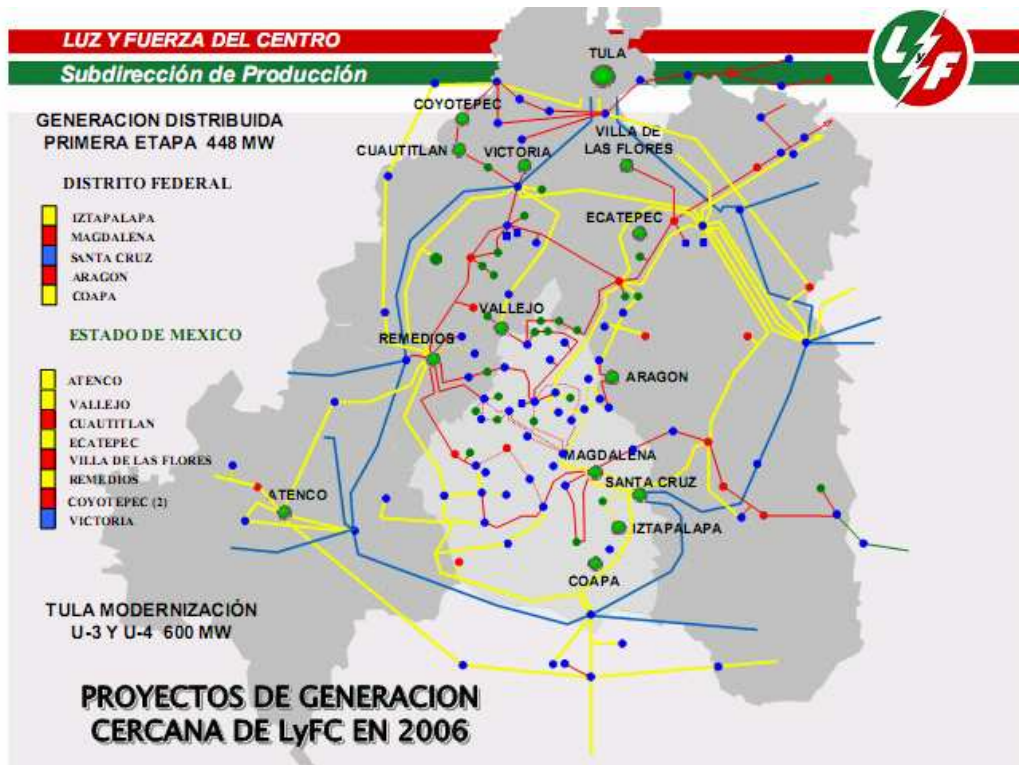 LUZ Y FUERZA DEL CENTRO
Subdirección de Producción
LyF
GENERACION DISTRIBUIDA
PRIMERA ETAPA 448 MW
DISTRITO FEDERAL
IZTAPALAPA
MAGDALENA
SANTA CRUZ
ARAGON
COAPA
ESTADO DE MEXICO
ATENCO
VALLEJO
CUAUTITLAN
ECATEPEC
VILLA DE LAS FLORES
REMEDIOS
COYOTEPEC (2)
VICTORIA
TULA MODERNIZACIÓN
U-3 Y U-4 600 MW
PROYECTOS DE GENERACION
CERCANA DE LyFC EN 2006
TULA
COYOTEPEC
CUAUTITLAN
VICTORIA
VILLA DE
LAS FLORES
ECATEPEC
VALLEJO
REMEDIOS
ARAGON
MAGDALENA
SANTA CRUZ
ATENCO
IZTAPALAPA
COAPA